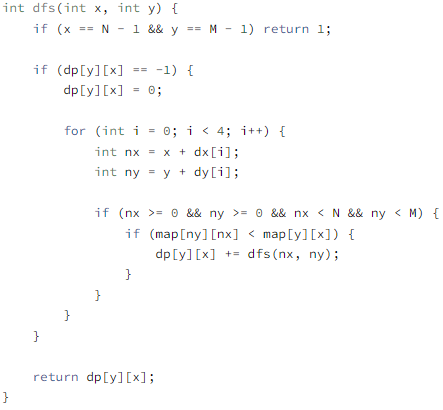 int dfs(int x, int y) {
    if (x == N - 1 && y == M - 1) return 1;

    if (dp[y][x] == -1) {
        dp[y][x] = 0;

        for (int i = 0; i < 4; i++) {
            int nx = x + dx[i];
            int ny = y + dy[i];

            if (nx >= 0 && ny >= 0 && nx < N && ny < M) {
                if (map[ny][nx] < map[y][x]) {
                    dp[y][x] += dfs(nx, ny);
                }
            }
        }
    }

    return dp[y][x];
}